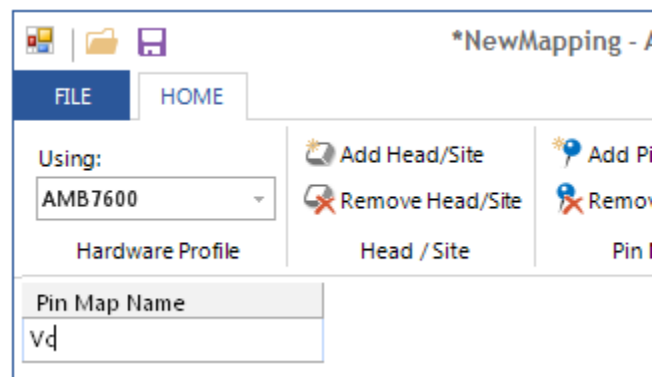 *NewMapping - A
FILE HOME
Using:
AMB7600
Hardware Profile
Add Head/Site
Remove Head/Site
Head / Site
Add Pi
Remov
Pin
Pin Map Name
Vc